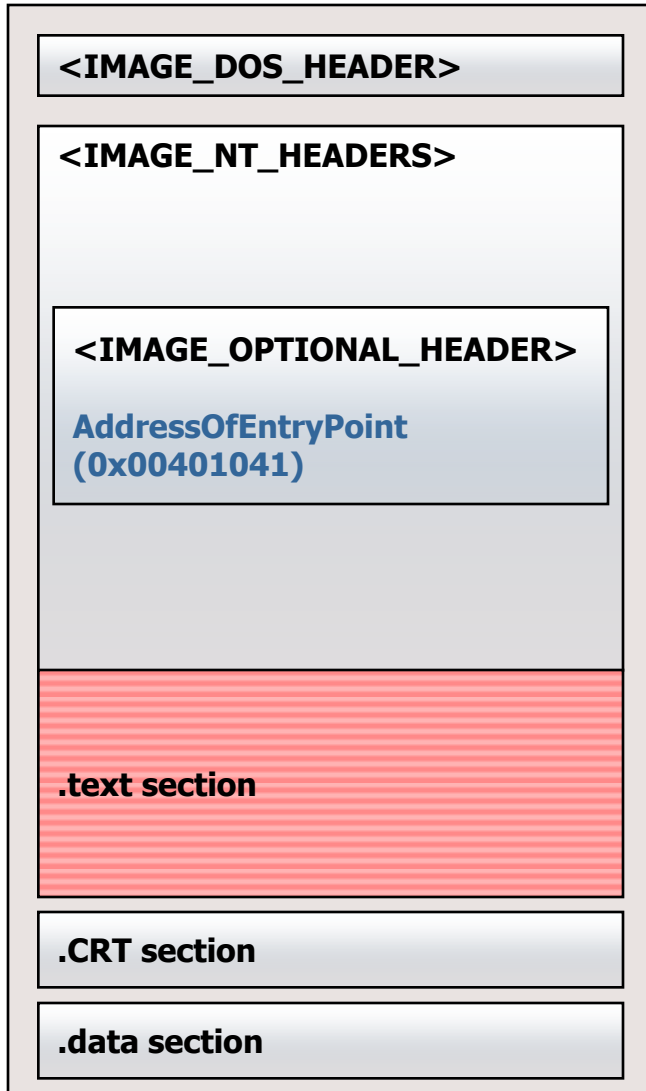 <IMAGE_DOS_HEADER>
<IMAGE_NT_HEADERS>
<IMAGE_OPTIONAL_HEADER>
AddressOfEntryPoint
(0x00401041)
.text section
.CRT section
.data section